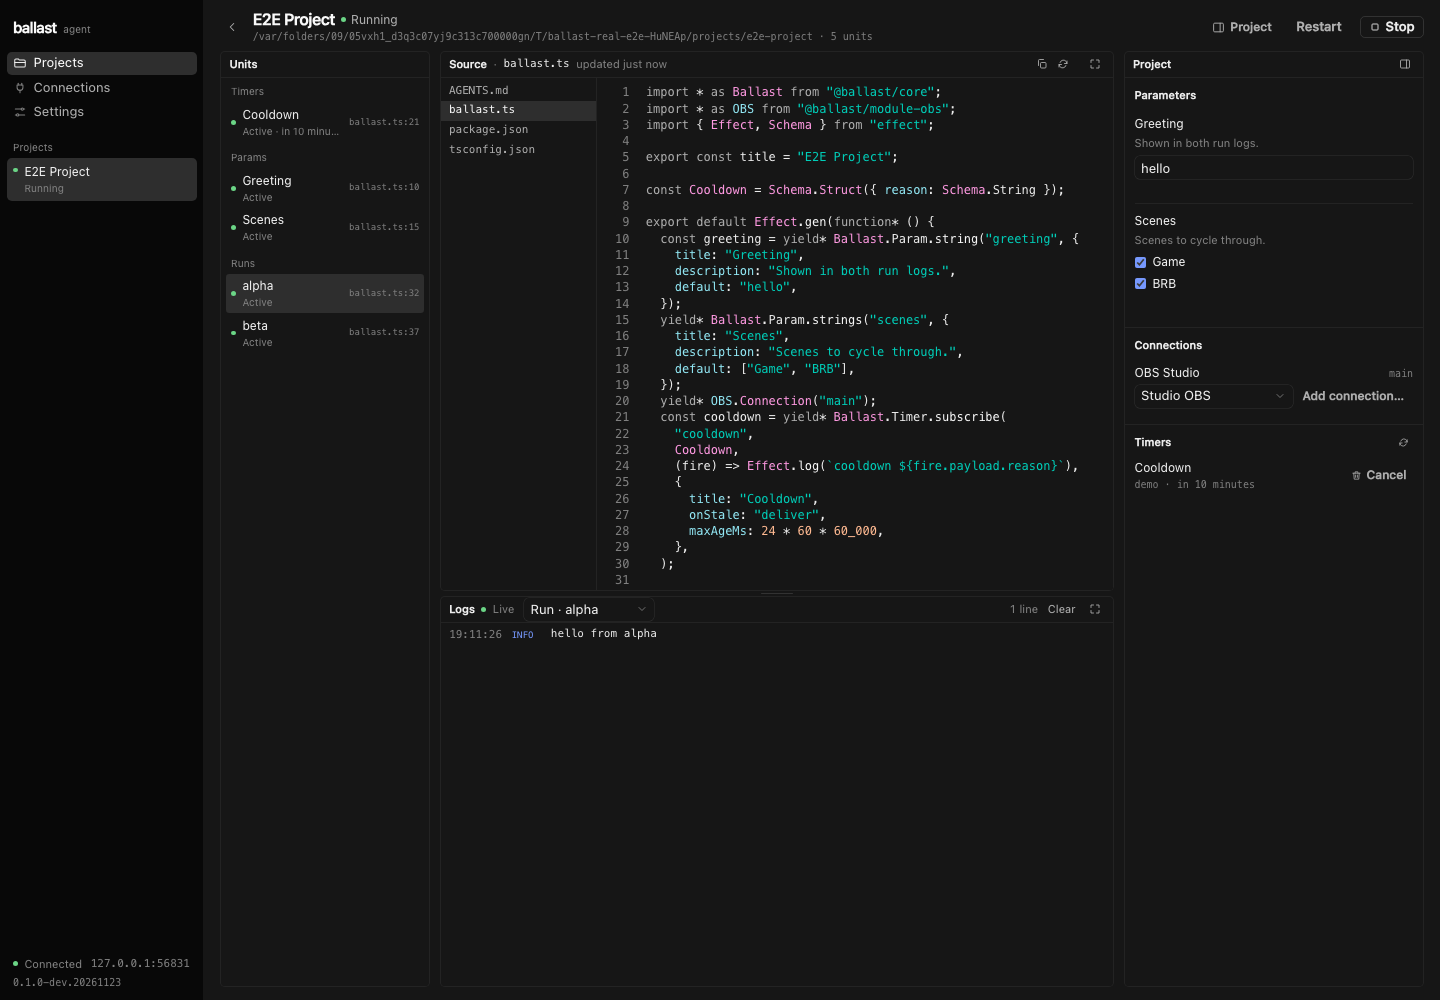 ballast agent
Projects
Connections
Settings
Projects
E2E Project
Running
Connected 127.0.0.1:56831
0.1.0-dev.20261123
E2E Project Running
/var/folders/09/05vxh1_d3q3c07yj9c313c700000gn/T/ballast-real-e2e-HuNEAp/projects/e2e-project · 5 units
Project Restart Stop
Units
Timers
Cooldown
Active · in 10 minu... ballast.ts:21
Params
Greeting
Active ballast.ts:10
Scenes
Active ballast.ts:15
Runs
alpha
Active ballast.ts:32
beta
Active ballast.ts:37
Source · ballast.ts updated just now
AGENTS.md
ballast.ts
package.json
tsconfig.json
1 import * as Ballast from "@ballast/core";
2 import * as OBS from "@ballast/module-obs";
3 import { Effect, Schema } from "effect";
4
5 export const title = "E2E Project";
6
7 const Cooldown = Schema.Struct({ reason: Schema.String });
8
9 export default Effect.gen(function* () {
10   const greeting = yield* Ballast.Param.string("greeting", {
11     title: "Greeting",
12     description: "Shown in both run logs.",
13     default: "hello",
14   });
15   yield* Ballast.Param.strings("scenes", {
16     title: "Scenes",
17     description: "Scenes to cycle through.",
18     default: ["Game", "BRB"],
19   });
20   yield* OBS.Connection("main");
21   const cooldown = yield* Ballast.Timer.subscribe(
22     "cooldown",
23     Cooldown,
24     (fire) => Effect.log(`cooldown ${fire.payload.reason}`),
25     {
26       title: "Cooldown",
27       onStale: "deliver",
28       maxAgeMs: 24 * 60 * 60_000,
29     },
30   );
31
Logs Live Run · alpha 1 line Clear
19:11:26 INFO hello from alpha
Project
Parameters
Greeting
Shown in both run logs.
hello
Scenes
Scenes to cycle through.
Game
BRB
Connections
OBS Studio main
Studio OBS Add connection...
Timers
Cooldown
demo · in 10 minutes
Cancel